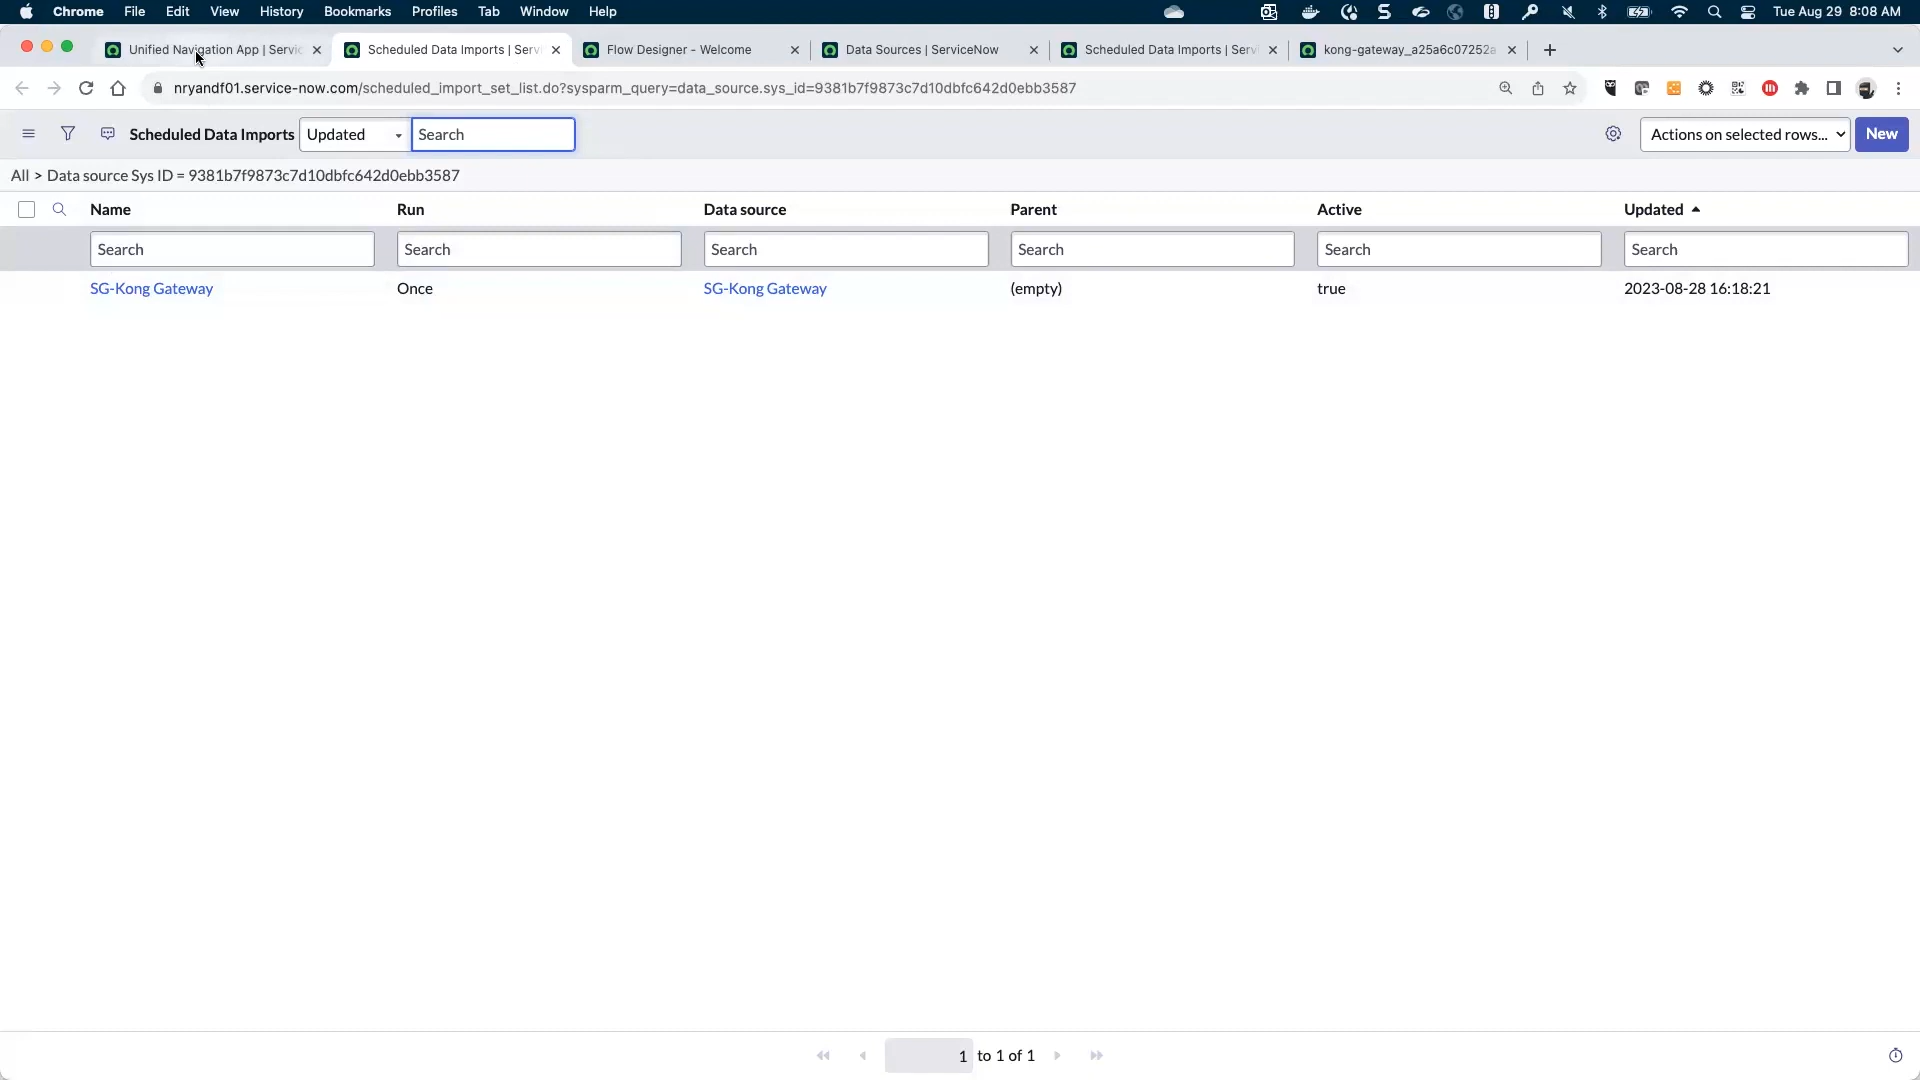 Chrome File Edit View History Bookmarks Profiles Tab Window Help Tue Aug 29 8:08 AM
Unified Navigation App | Servic Scheduled Data Imports | Serv Flow Designer - Welcome Data Sources | ServiceNow Scheduled Data Imports | Serv kong-gateway_a25a6c07252a
nryandf01.service-now.com/scheduled_import_set_list.do?sysparm_query=data_source.sys_id=9381b7f9873c7d10dbfc642d0ebb3587
Scheduled Data Imports Updated Search Actions on selected rows... New
All > Data source Sys ID = 9381b7f9873c7d10dbfc642d0ebb3587
Name Run Data source Parent Active Updated
Search Search Search Search Search Search
SG-Kong Gateway Once SG-Kong Gateway (empty) true 2023-08-28 16:18:21
1 to 1 of 1